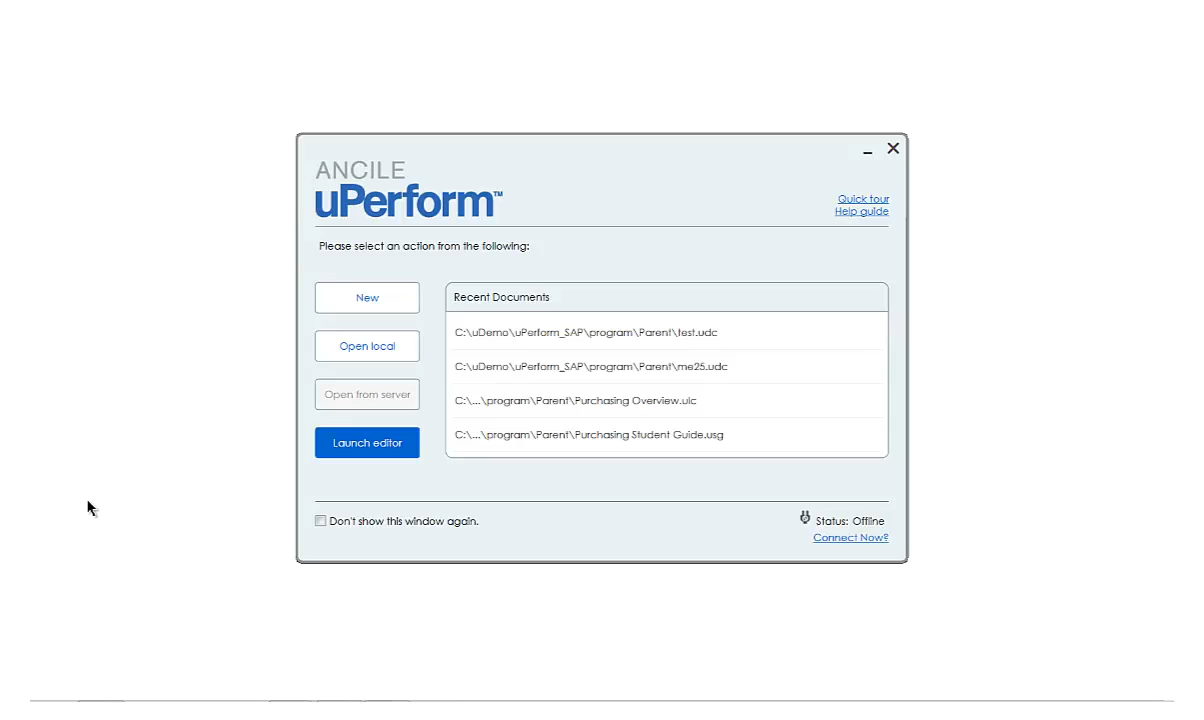 ANCILE
uPerform™
Quick tour
Help guide
Please select an action from the following:
New
Open local
Open from server
Launch editor
Recent Documents
C:\uDemo\uPerform_SAP\program\Parent\test.udc
C:\uDemo\uPerform_SAP\program\Parent\me25.udc
C:\...\program\Parent\Purchasing Overview.ulc
C:\...\program\Parent\Purchasing Student Guide.usg
Don't show this window again.
Status: Offline
Connect Now?